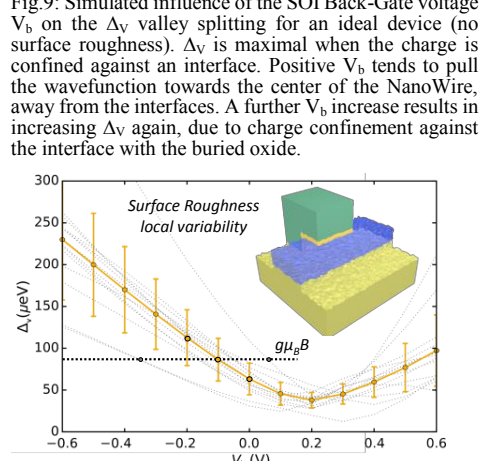 Fig.9: Simulated influence of the SOI Back-Gate voltage
V_b on the Δ_V valley splitting for an ideal device (no
surface roughness). Δ_V is maximal when the charge is
confined against an interface. Positive V_b tends to pull
the wavefunction towards the center of the NanoWire,
away from the interfaces. A further V_b increase results in
increasing Δ_V again, due to charge confinement against
the interface with the buried oxide.
300
Surface Roughness
local variability
250
200
Δ_v(μeV)
150
100
gμ_BB
50
0
−0.6 −0.4 −0.2 0.0 0.2 0.4 0.6
(V)